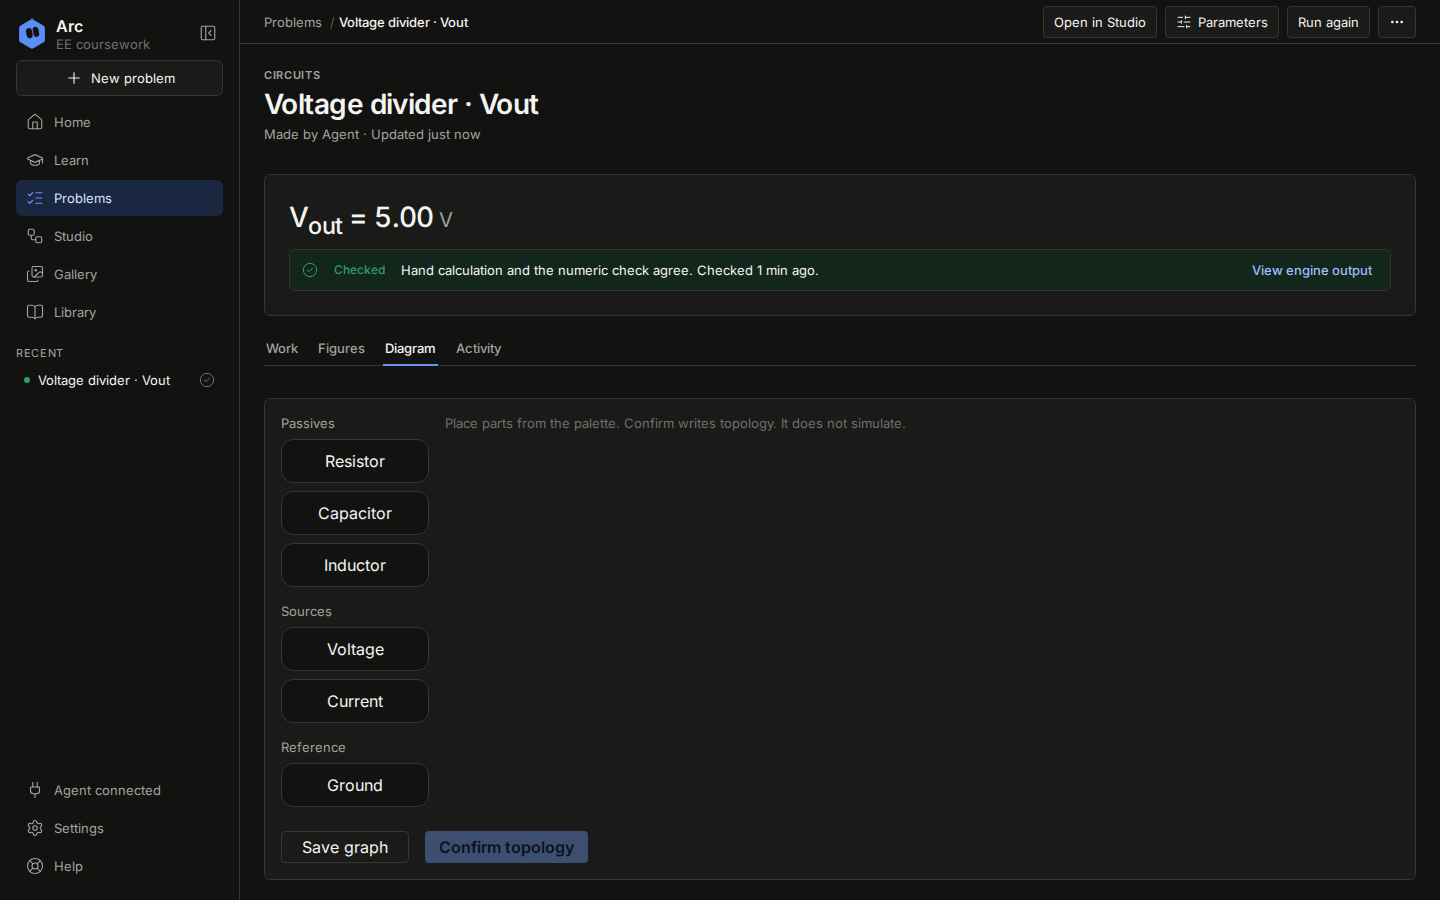 Arc
EE coursework
New problem
Home
Learn
Problems
Studio
Gallery
Library
RECENT
Voltage divider · Vout
Agent connected
Settings
Help
Problems / Voltage divider · Vout
Open in Studio
Parameters
Run again
CIRCUITS
Voltage divider · Vout
Made by Agent · Updated just now
Vout = 5.00 V
Checked Hand calculation and the numeric check agree. Checked 1 min ago.
View engine output
Work
Figures
Diagram
Activity
Passives
Place parts from the palette. Confirm writes topology. It does not simulate.
Resistor
Capacitor
Inductor
Sources
Voltage
Current
Reference
Ground
Save graph
Confirm topology